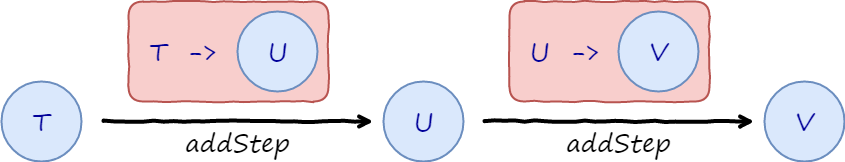 T -> U
U -> V
T
U
V
addStep
addStep